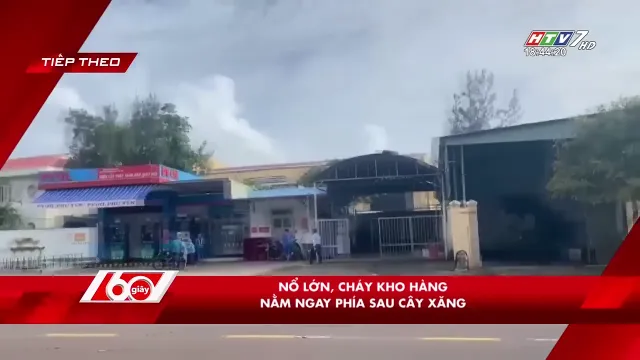 TIẾP THEO
HTV7 HD
18:44:20
60 giây
NỔ LỚN, CHÁY KHO HÀNG
NẰM NGAY PHÍA SAU CÂY XĂNG